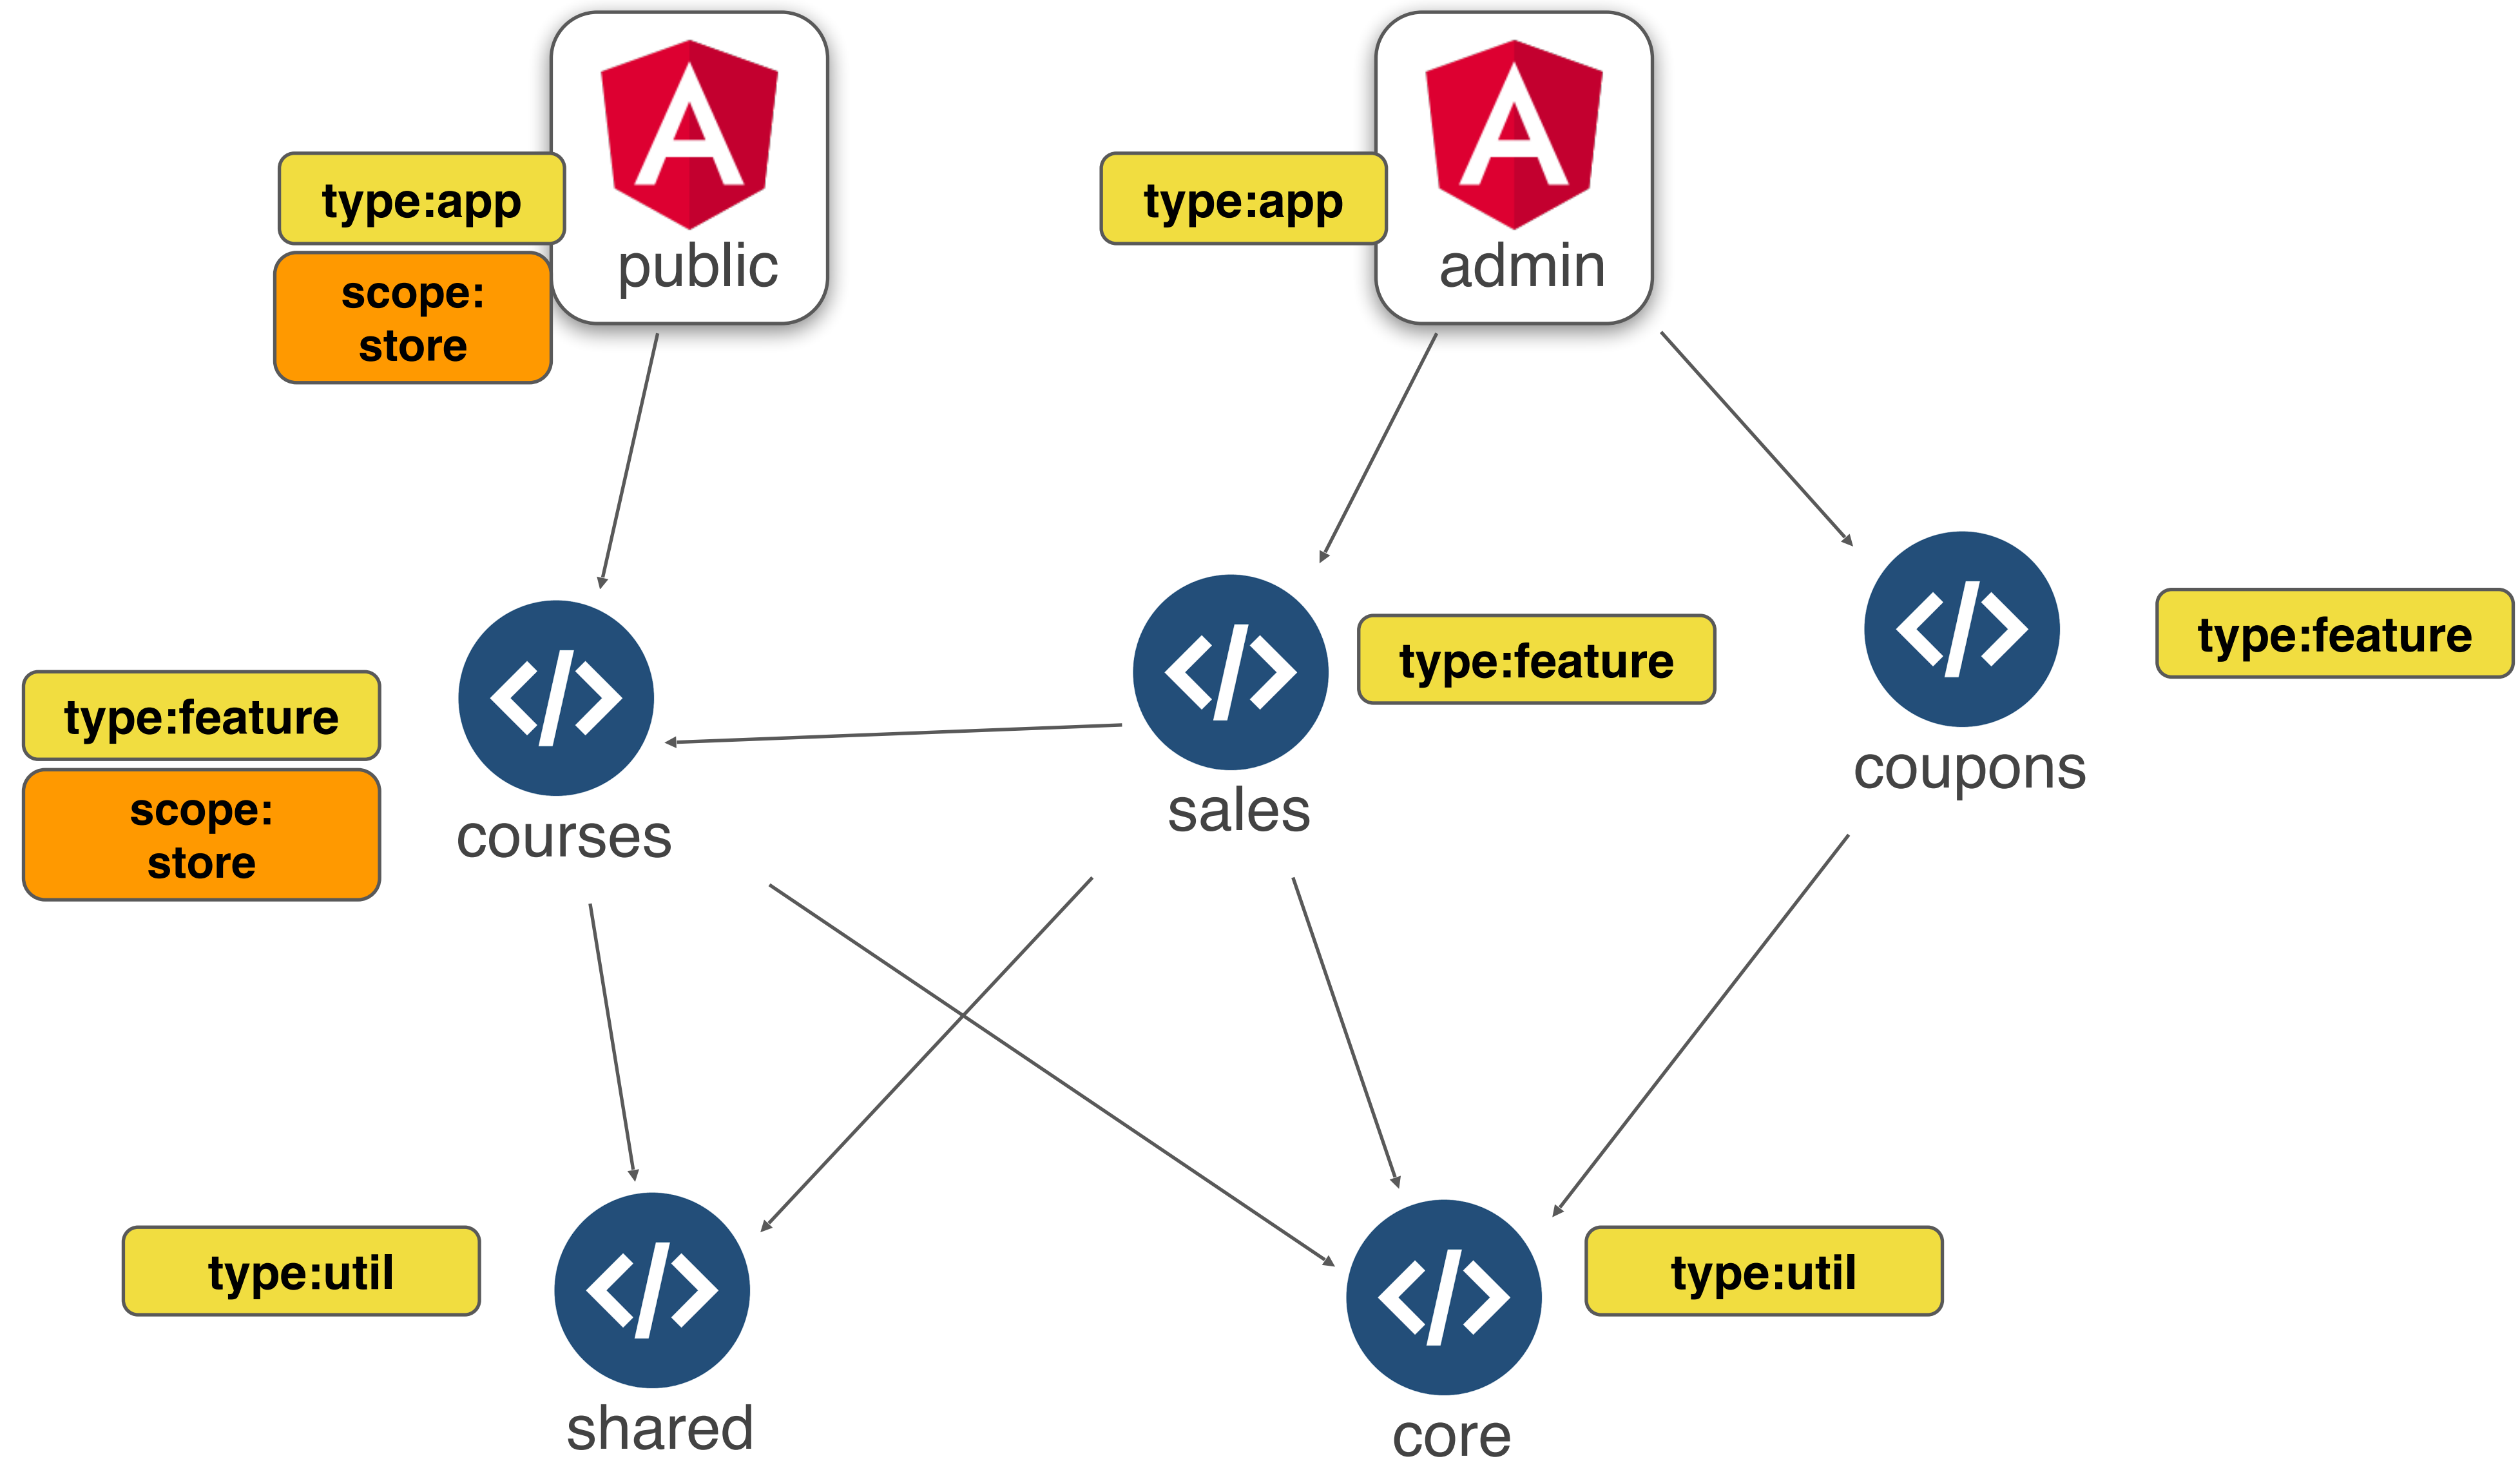 type:app
scope:
store
public
type:app
admin
type:feature
scope:
store
courses
sales
type:feature
coupons
type:feature
type:util
shared
core
type:util